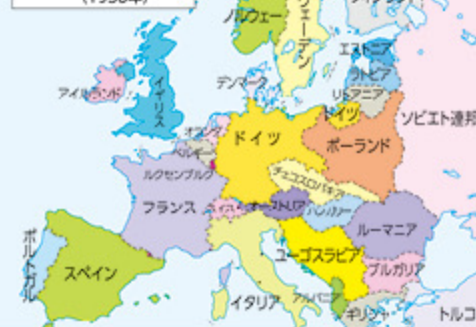 ノルウェー
エストニア
ラトビア
リトアニア
デンマーク
アイルランド
イギリス
ソビエト連邦
オランダ
ドイツ
ドイツ
ポーランド
ベルギー
ルクセンブルク
チェコスロバキア
フランス
スイス
オーストリア
ハンガリー
ルーマニア
ユーゴスラビア
ポルトガル
スペイン
ブルガリア
イタリア
アルバニア
ギリシャ
トルコ